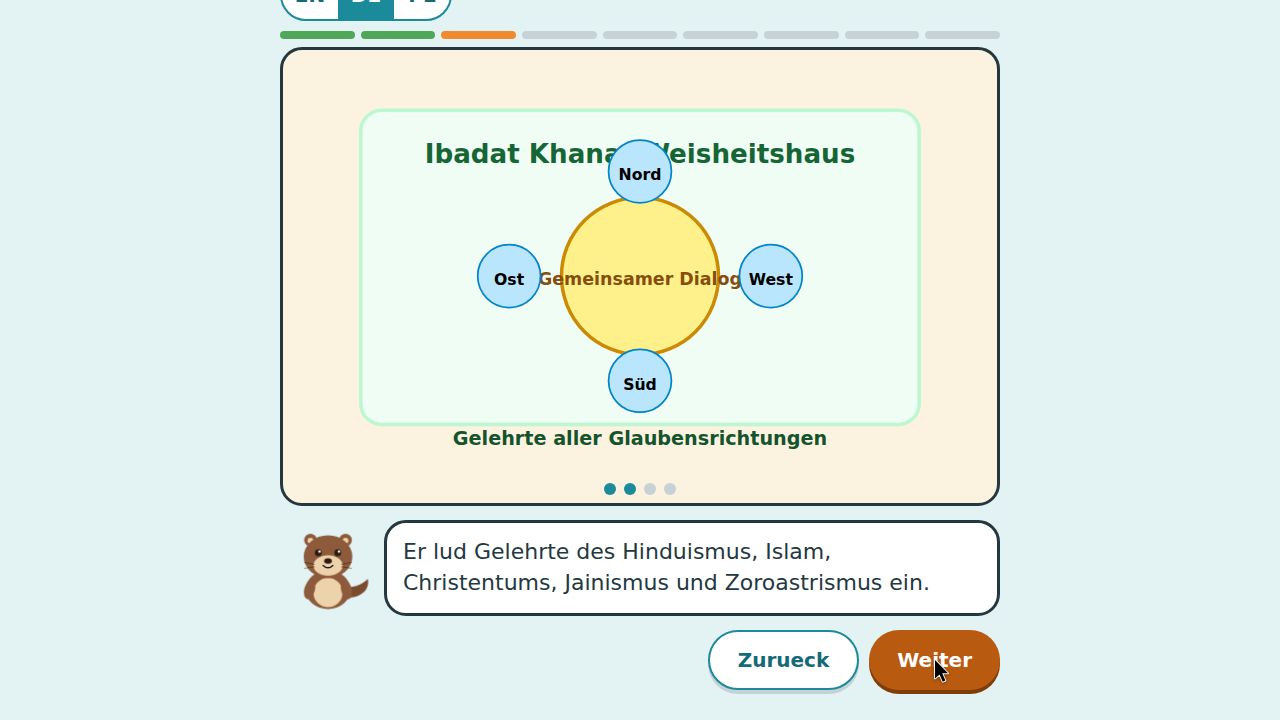 Ibadat Khana
Weisheitshaus
Nord
Ost
Gemeinsamer Dialog
West
Süd
Gelehrte aller Glaubensrichtungen
Er lud Gelehrte des Hinduismus, Islam,
Christentums, Jainismus und Zoroastrismus ein.
Zurueck
Weiter